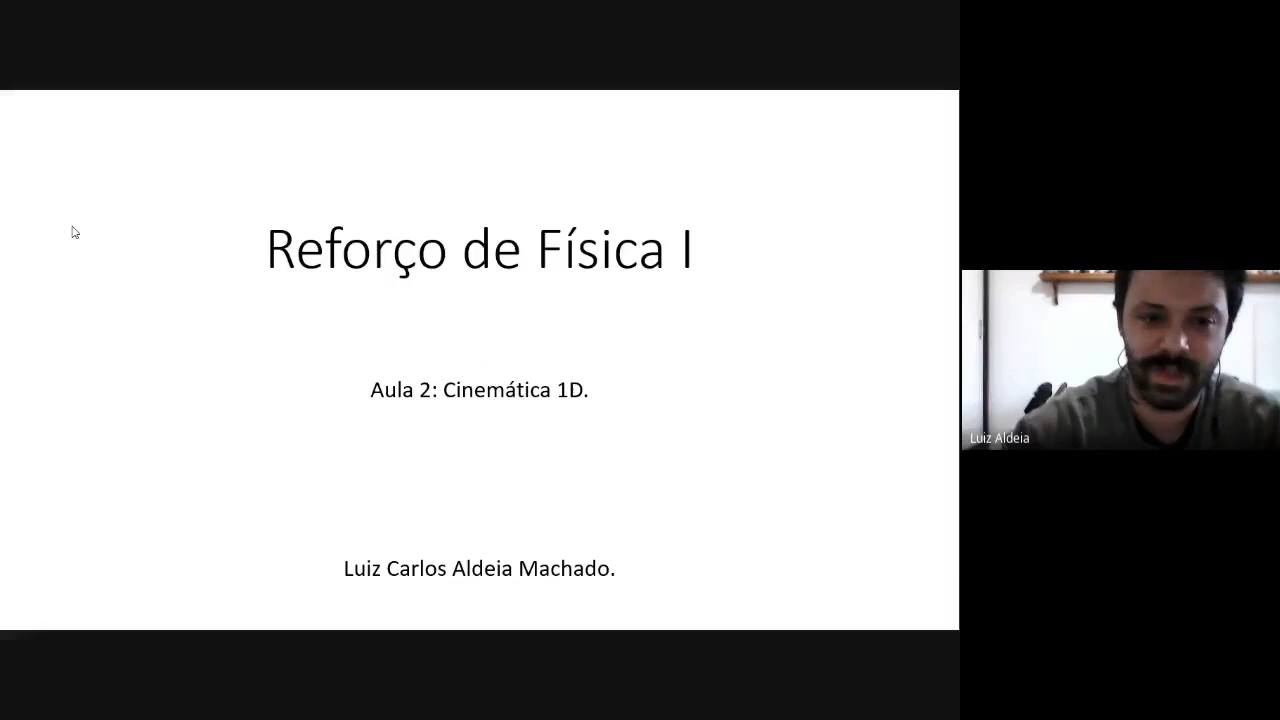 Reforço de Física I
Aula 2: Cinemática 1D.
Luiz Carlos Aldeia Machado.
Luiz Aldeia